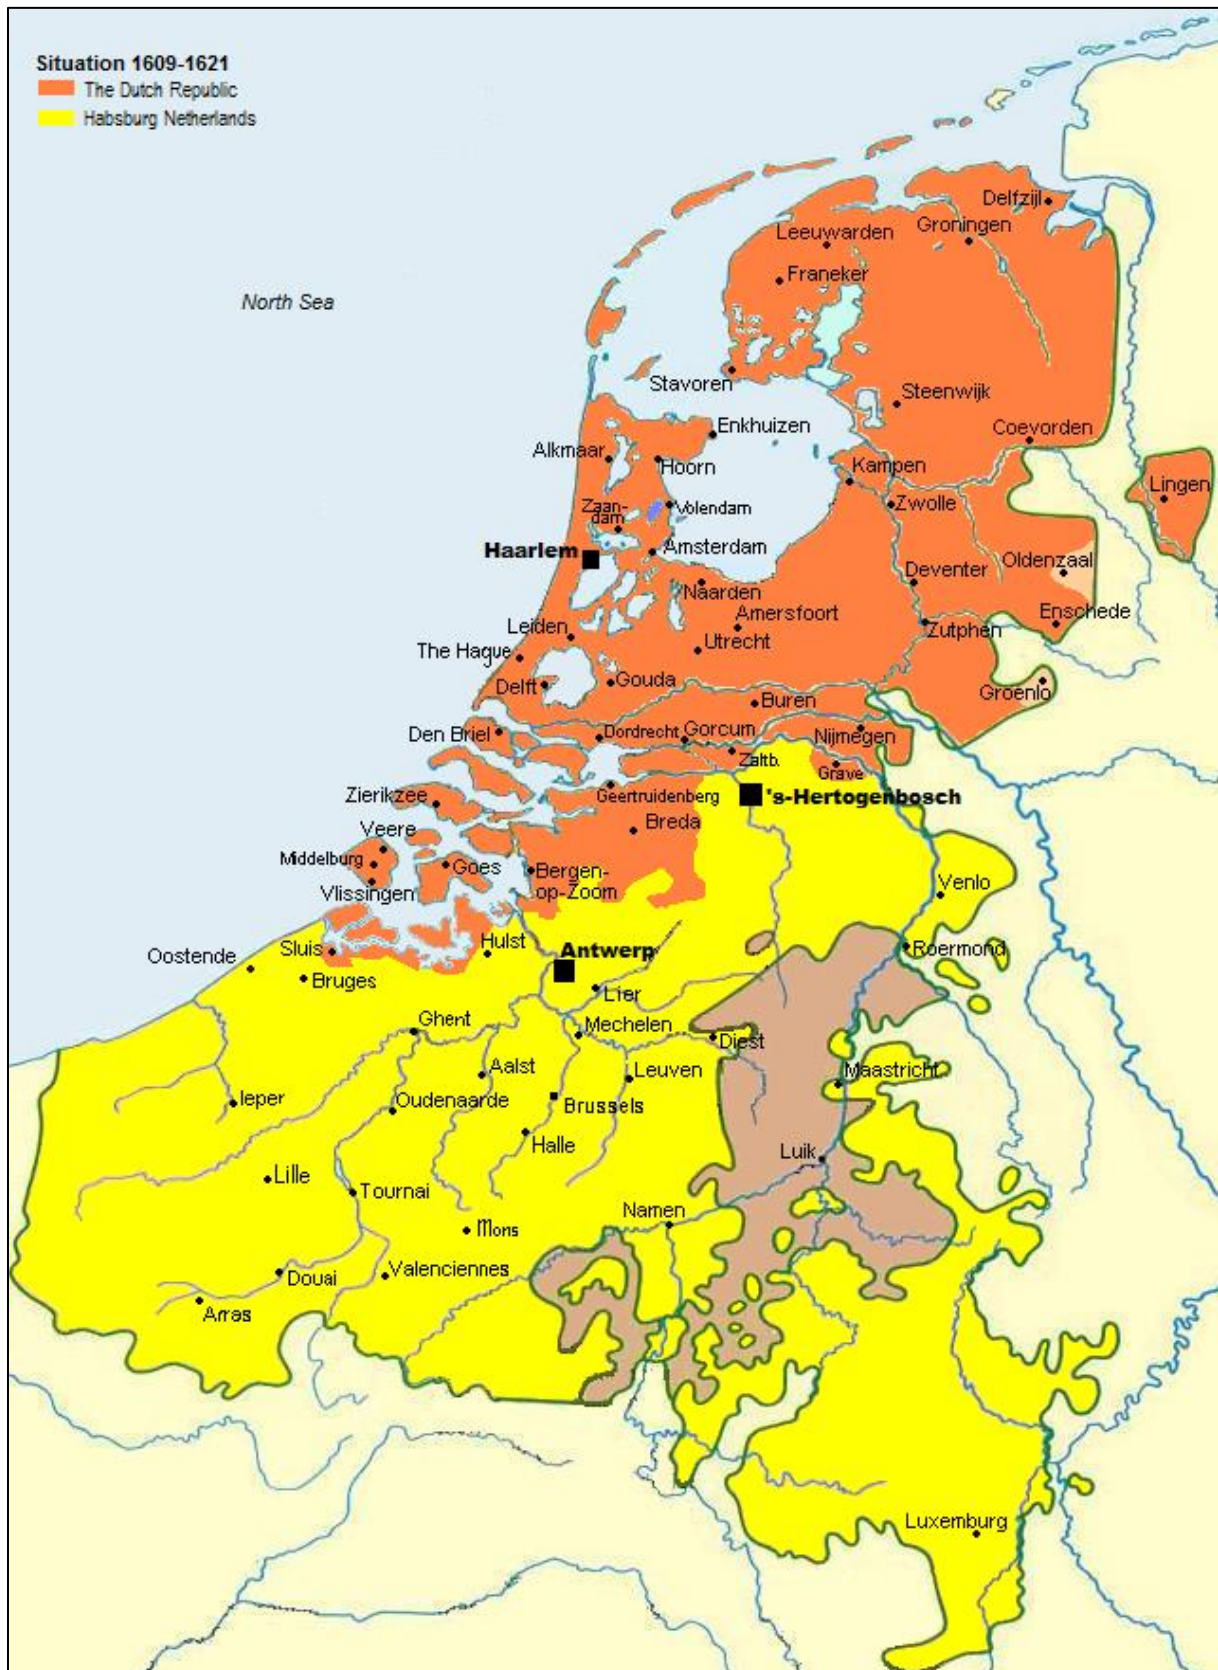 Situation 1609-1621
The Dutch Republic
Habsburg Netherlands
North Sea
Delfzijl
Leeuwarden
Groningen
Franeker
Stavoren
Steenwijk
Enkhuizen
Coevorden
Alkmaar
Hoorn
Kampen
Lingen
Zaan-
dam
Volendam
Zwolle
Haarlem
Amsterdam
Oldenzaal
Naarden
Deventer
Amersfoort
Enschede
Leiden
Zutphen
The Hague
Utrecht
Delft
Gouda
Groenlo
Buren
Den Briel
Dordrecht
Gorcum
Nijmegen
Zaltb.
Grave
Zierikzee
Geertruidenberg
's-Hertogenbosch
Breda
Veere
Middelburg
Goes
Bergen-
op-Zoom
Vlissingen
Venlo
Oostende
Sluis
Hulst
Antwerp
Roermond
Bruges
Lier
Ghent
Mechelen
Diest
Aalst
Leuven
Maastricht
Ieper
Oudenaarde
Brussels
Halle
Luik
Lille
Tournai
Namen
Mons
Douai
Valenciennes
Arras
Luxemburg